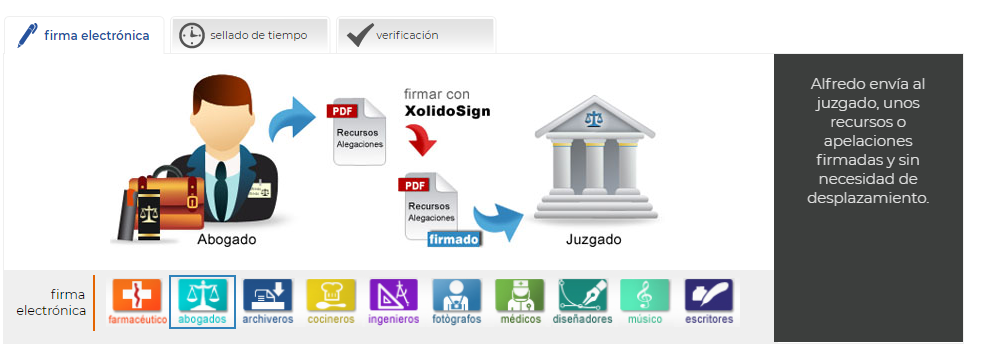 firma electrónica
sellado de tiempo
verificación
PDF
Recursos
Alegaciones
firmar con
XolidoSign
PDF
Recursos
Alegaciones
firmado
Abogado
Juzgado
Alfredo envía al
juzgado, unos
recursos o
apelaciones
firmadas y sin
necesidad de
desplazamiento.
firma
electrónica
farmacéutico
abogados
archiveros
cocineros
ingenieros
fotógrafos
médicos
diseñadores
músico
escritores